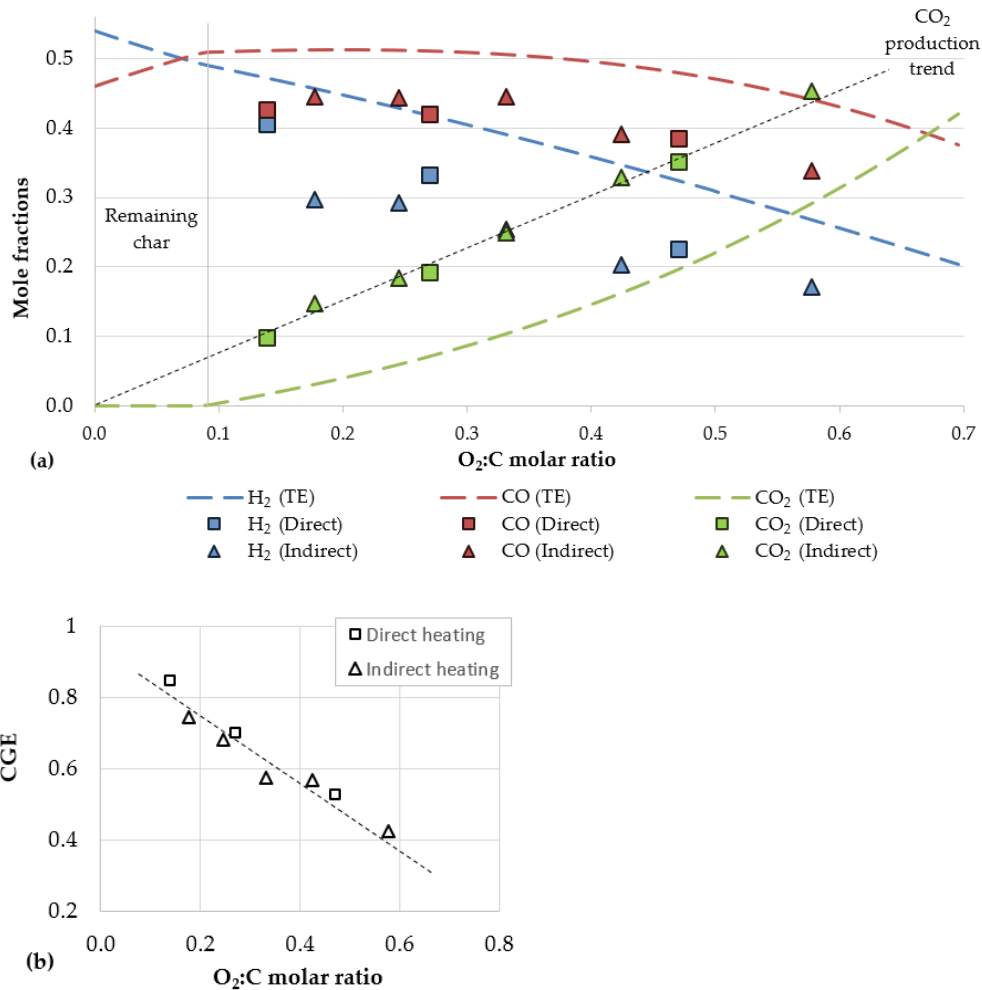 CO₂
production
trend
Mole fractions
0.5
0.4
0.3
0.2
0.1
0.0
Remaining
char
0.0 0.1 0.2 0.3 0.4 0.5 0.6 0.7
(a)
O₂:C molar ratio
H₂ (TE) CO (TE) CO₂ (TE)
H₂ (Direct) CO (Direct) CO₂ (Direct)
H₂ (Indirect) CO (Indirect) CO₂ (Indirect)
CGE
1
0.8
0.6
0.4
0.2
Direct heating
Indirect heating
0.0 0.2 0.4 0.6 0.8
(b)
O₂:C molar ratio